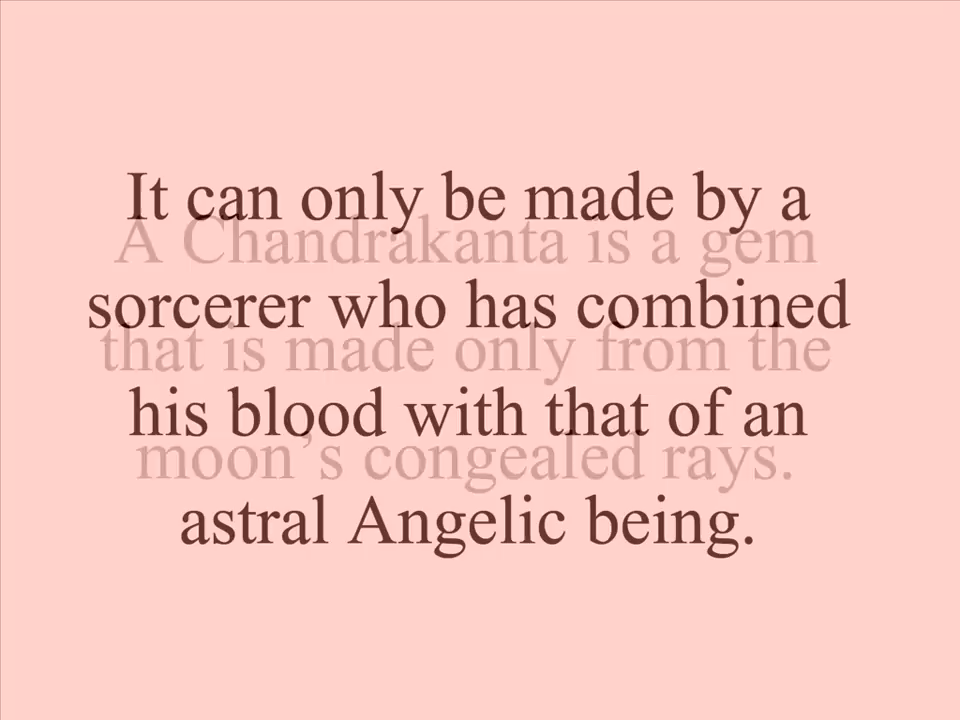 It can only be made by a
A Chandrakanta is a gem
sorcerer who has combined
that is made only from the
his blood with that of an
moon’s congealed rays.
astral Angelic being.